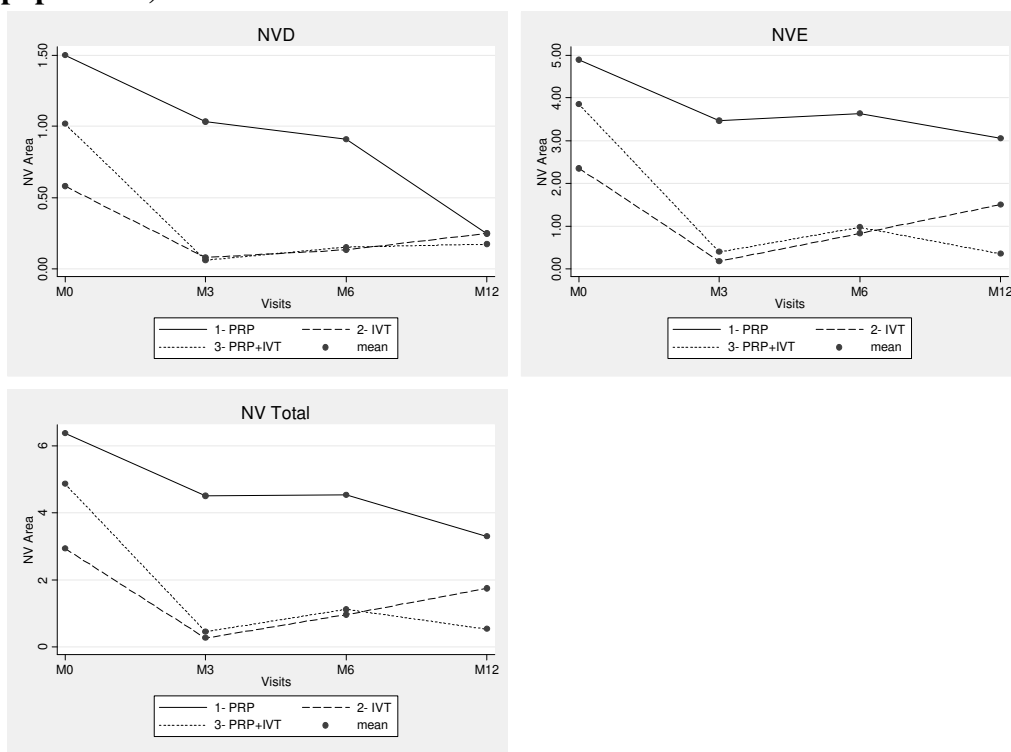 NVD
1.50
1.00
0.50
0.00
NV Area
M0 M3 M6 M12
Visits
1- PRP 2- IVT
3- PRP+IVT mean
NVE
5.00
4.00
3.00
2.00
1.00
0.00
NV Area
M0 M3 M6 M12
Visits
1- PRP 2- IVT
3- PRP+IVT mean
NV Total
6
4
2
0
NV Area
M0 M3 M6 M12
Visits
1- PRP 2- IVT
3- PRP+IVT mean